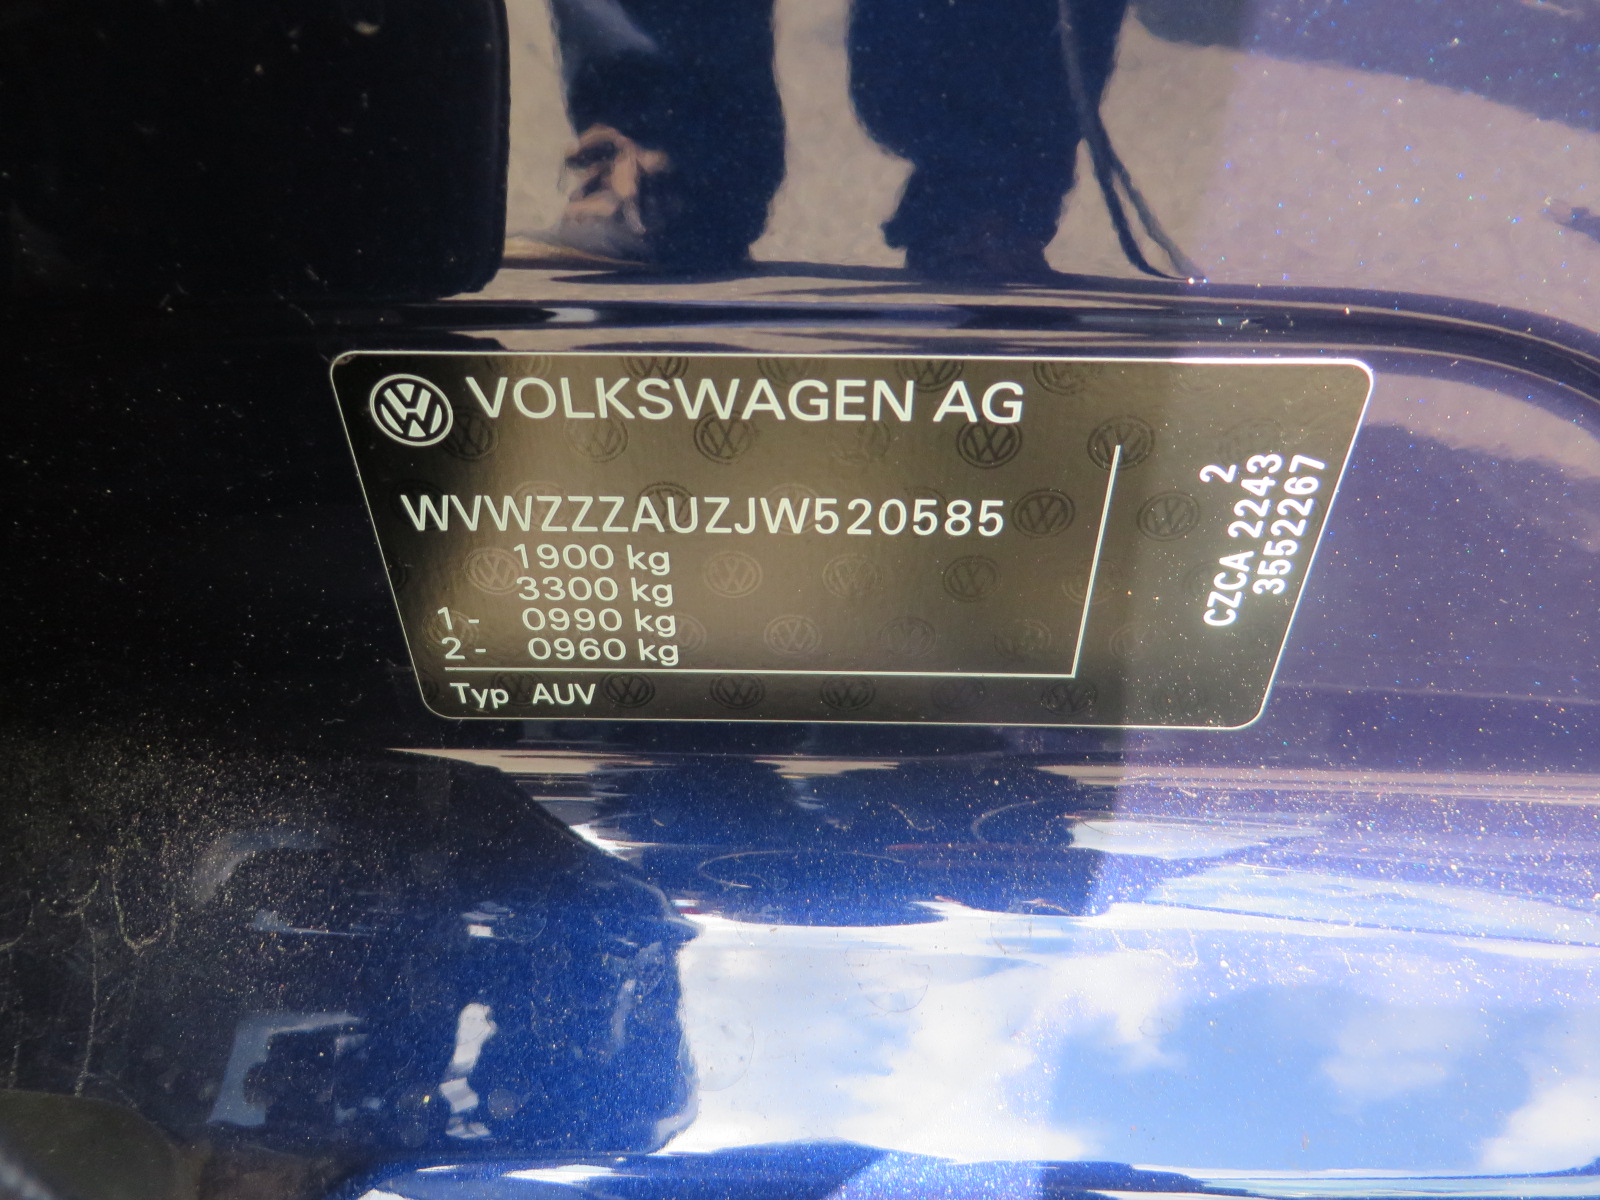 VOLKSWAGEN AG
WVWZZZAUZJW520585
1900 kg
3300 kg
1 - 0990 kg
2 - 0960 kg
Typ AUV
2
CZCA 2243
3552267